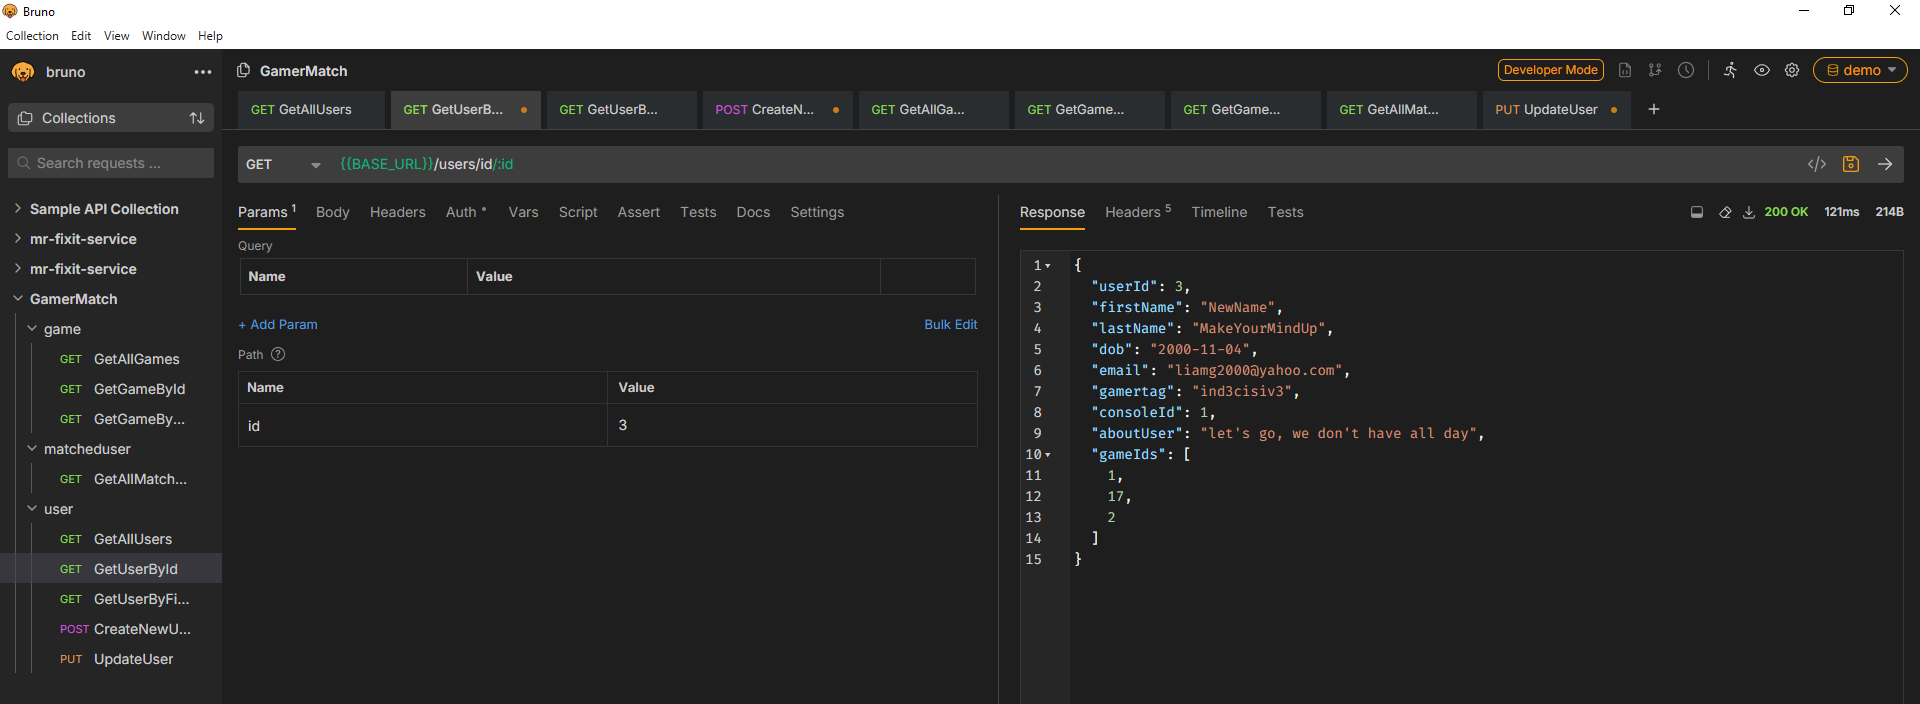 Bruno
Collection Edit View Window Help
bruno
Collections
Search requests ...
Sample API Collection
mr-fixit-service
mr-fixit-service
GamerMatch
game
GET GetAllGames
GET GetGameById
GET GetGameBy...
matcheduser
GET GetAllMatch...
user
GET GetAllUsers
GET GetUserById
GET GetUserByFi...
POST CreateNewU...
PUT UpdateUser
GamerMatch
Developer Mode
demo
GET GetAllUsers
GET GetUserB...
GET GetUserB...
POST CreateN...
GET GetAllGa...
GET GetGame...
GET GetGame...
GET GetAllMat...
PUT UpdateUser
+
GET {{BASE_URL}}/users/id/:id
Params 1 Body Headers Auth Vars Script Assert Tests Docs Settings
Query
Name Value
+ Add Param Bulk Edit
Path ?
Name Value
id 3
Response Headers 5 Timeline Tests 200 OK 121ms 214B
1 {
2 "userId": 3,
3 "firstName": "NewName",
4 "lastName": "MakeYourMindUp",
5 "dob": "2000-11-04",
6 "email": "liamg2000@yahoo.com",
7 "gamertag": "ind3cisiv3",
8 "consoleId": 1,
9 "aboutUser": "let's go, we don't have all day",
10 "gameIds": [
11 1,
12 17,
13 2
14 ]
15 }